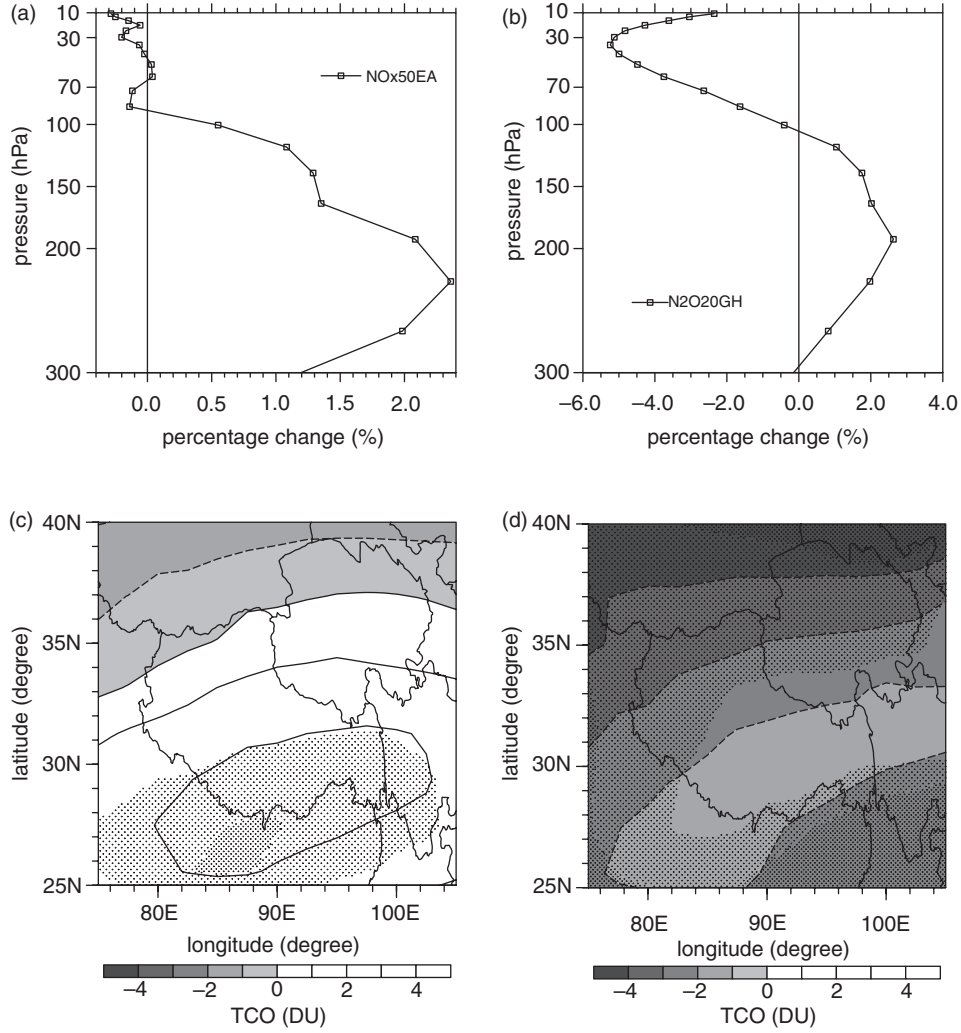 (a)
10
30
70
100
150
200
300
pressure (hPa)
NOx50EA
0.0 0.5 1.0 1.5 2.0
percentage change (%)
(b)
10
30
70
100
150
200
300
pressure (hPa)
N2O20GH
−6.0 −4.0 −2.0 0.0 2.0 4.0
percentage change (%)
(c)
40N
35N
30N
25N
latitude (degree)
80E 90E 100E
longitude (degree)
−4 −2 0 2 4
TCO (DU)
(d)
40N
35N
30N
25N
latitude (degree)
80E 90E 100E
longitude (degree)
−4 −2 0 2 4
TCO (DU)